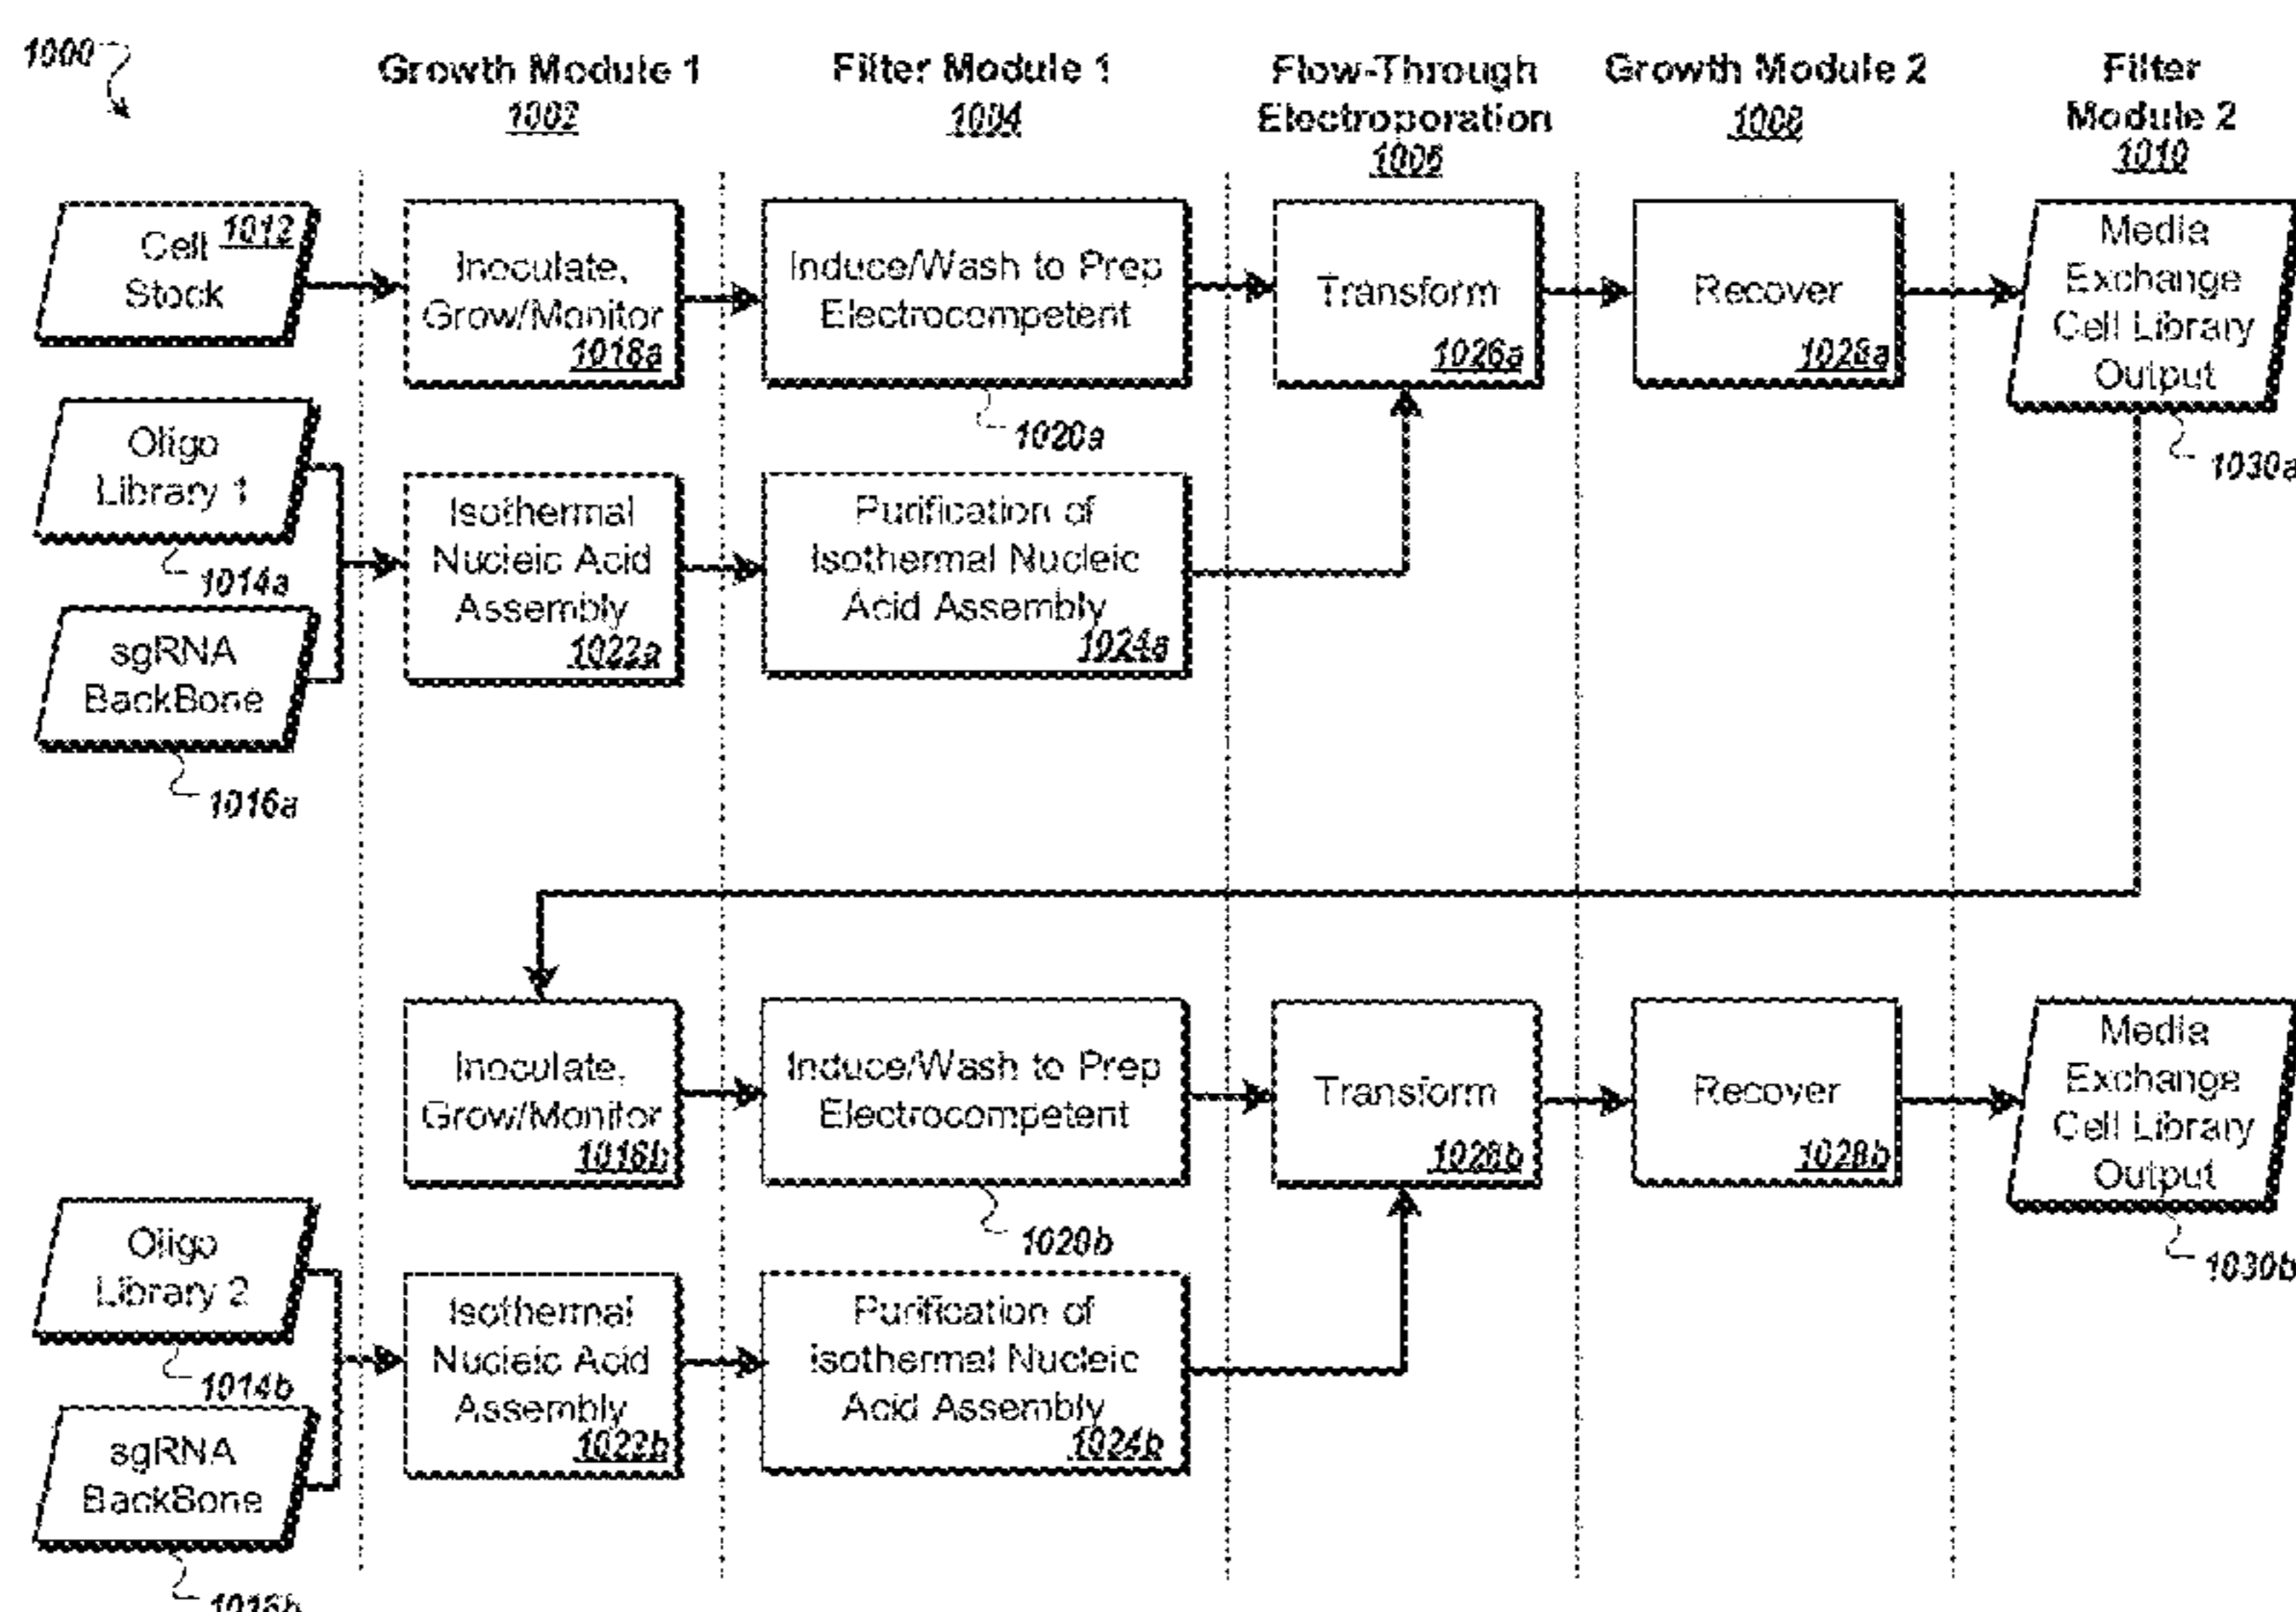 1000
Growth Module 1
1002
Filter Module 1
1004
Flow-Through
Electroporation
1006
Growth Module 2
1008
Filter
Module 2
1010
Cell 1012
Stock
Inoculate,
Grow/Monitor
1018a
Induce/Wash to Prep
Electrocompetent
1020a
Transform
1026a
Recover
1028a
Media
Exchange
Cell Library
Output
1030a
Oligo
Library 1
1014a
sgRNA
BackBone
1016a
Isothermal
Nucleic Acid
Assembly
1022a
Purification of
Isothermal Nucleic
Acid Assembly
1024a
Inoculate,
Grow/Monitor
1018b
Induce/Wash to Prep
Electrocompetent
1020b
Transform
1026b
Recover
1028b
Media
Exchange
Cell Library
Output
1030b
Oligo
Library 2
1014b
sgRNA
BackBone
1016b
Isothermal
Nucleic Acid
Assembly
1022b
Purification of
Isothermal Nucleic
Acid Assembly
1024b